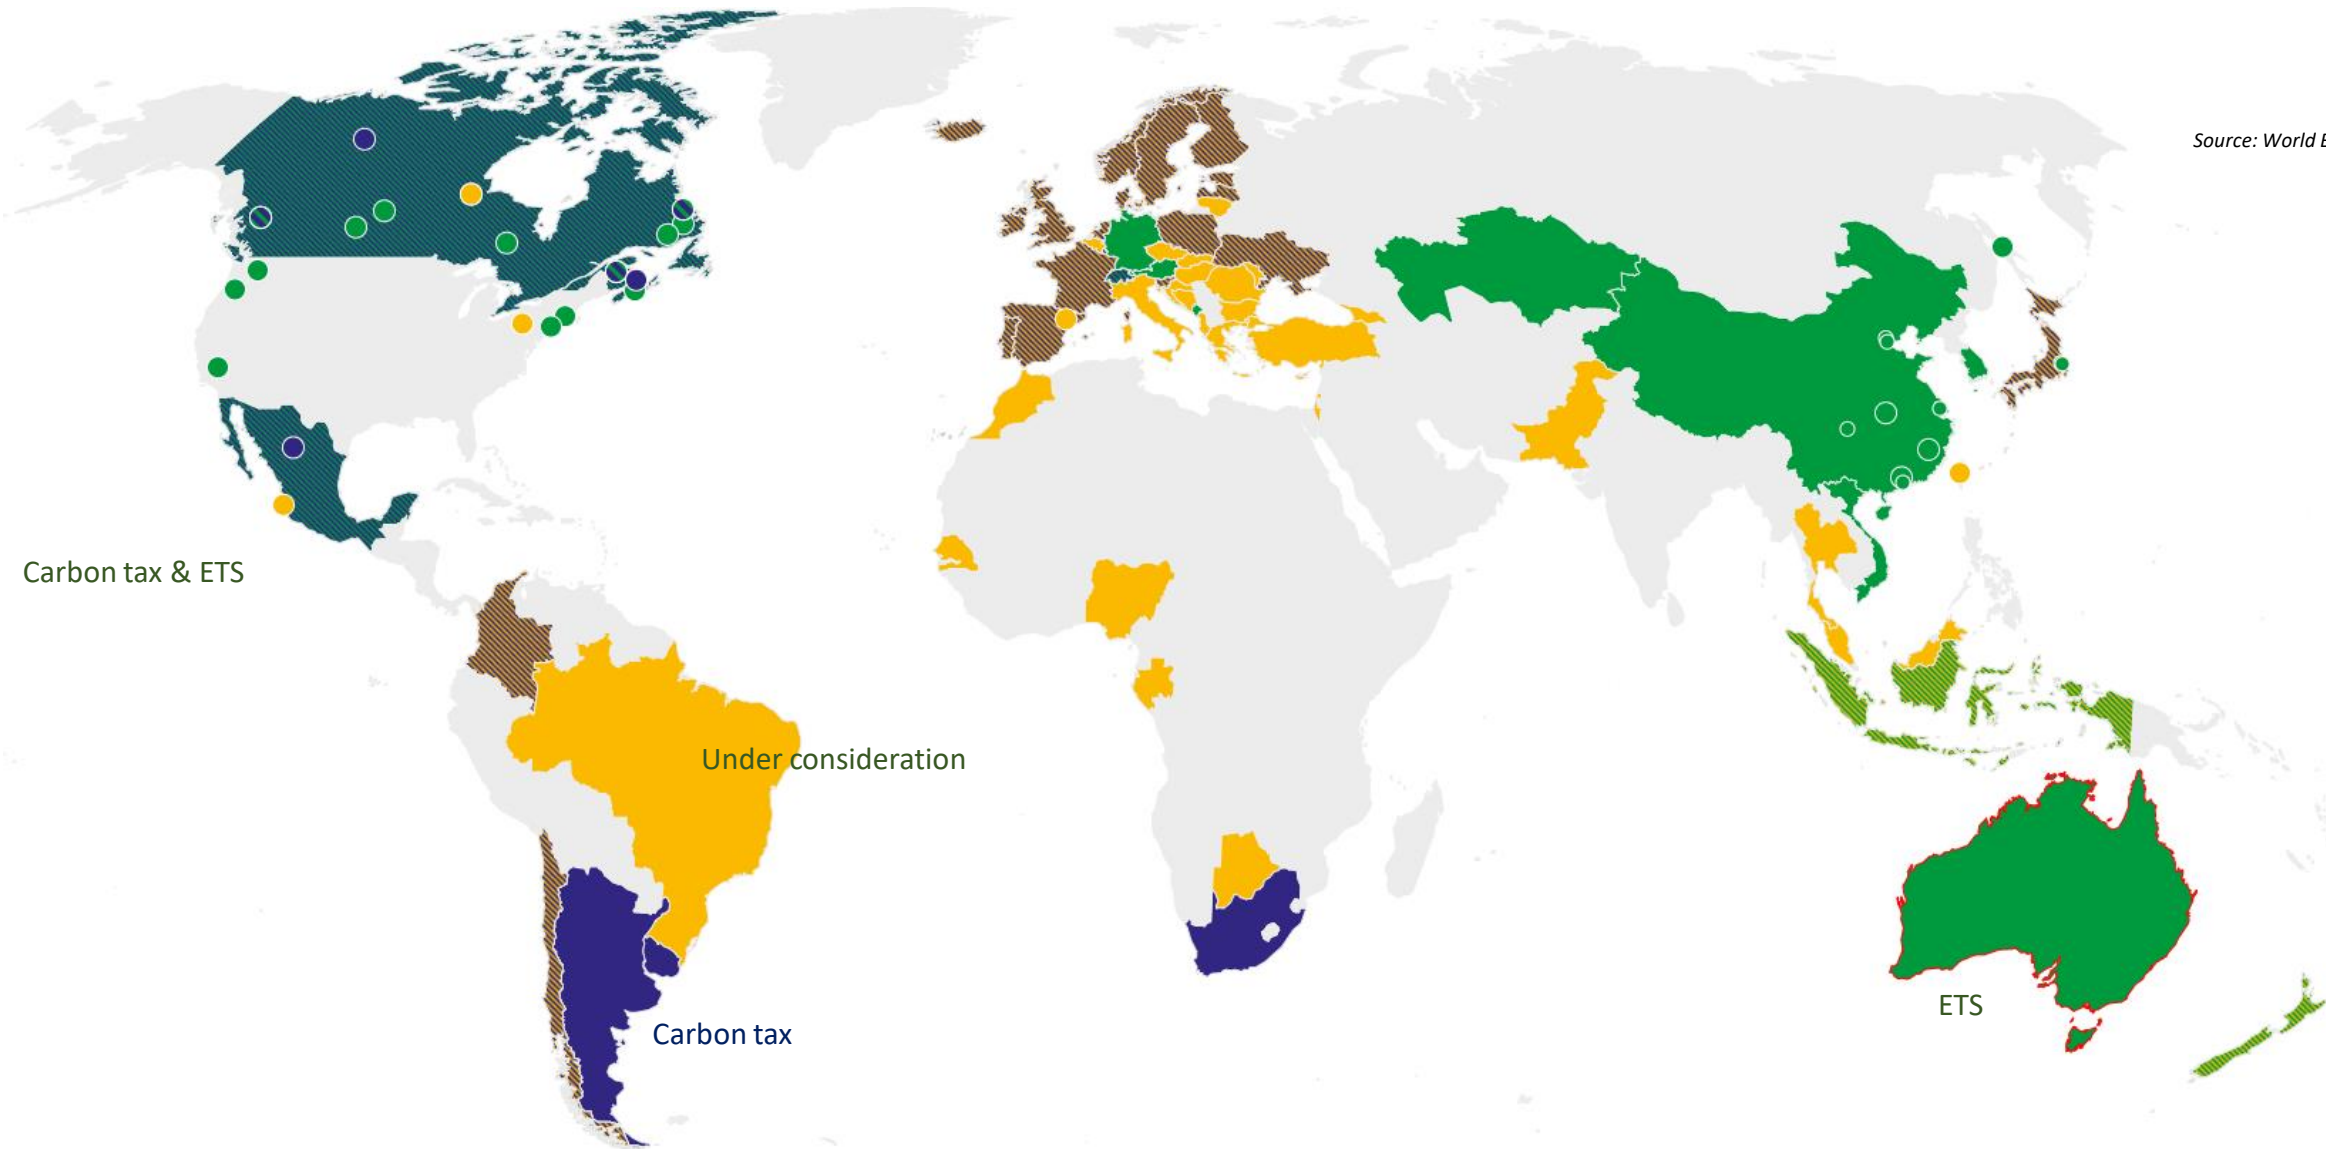 Source: World
Carbon tax & ETS
Under consideration
ETS
Carbon tax